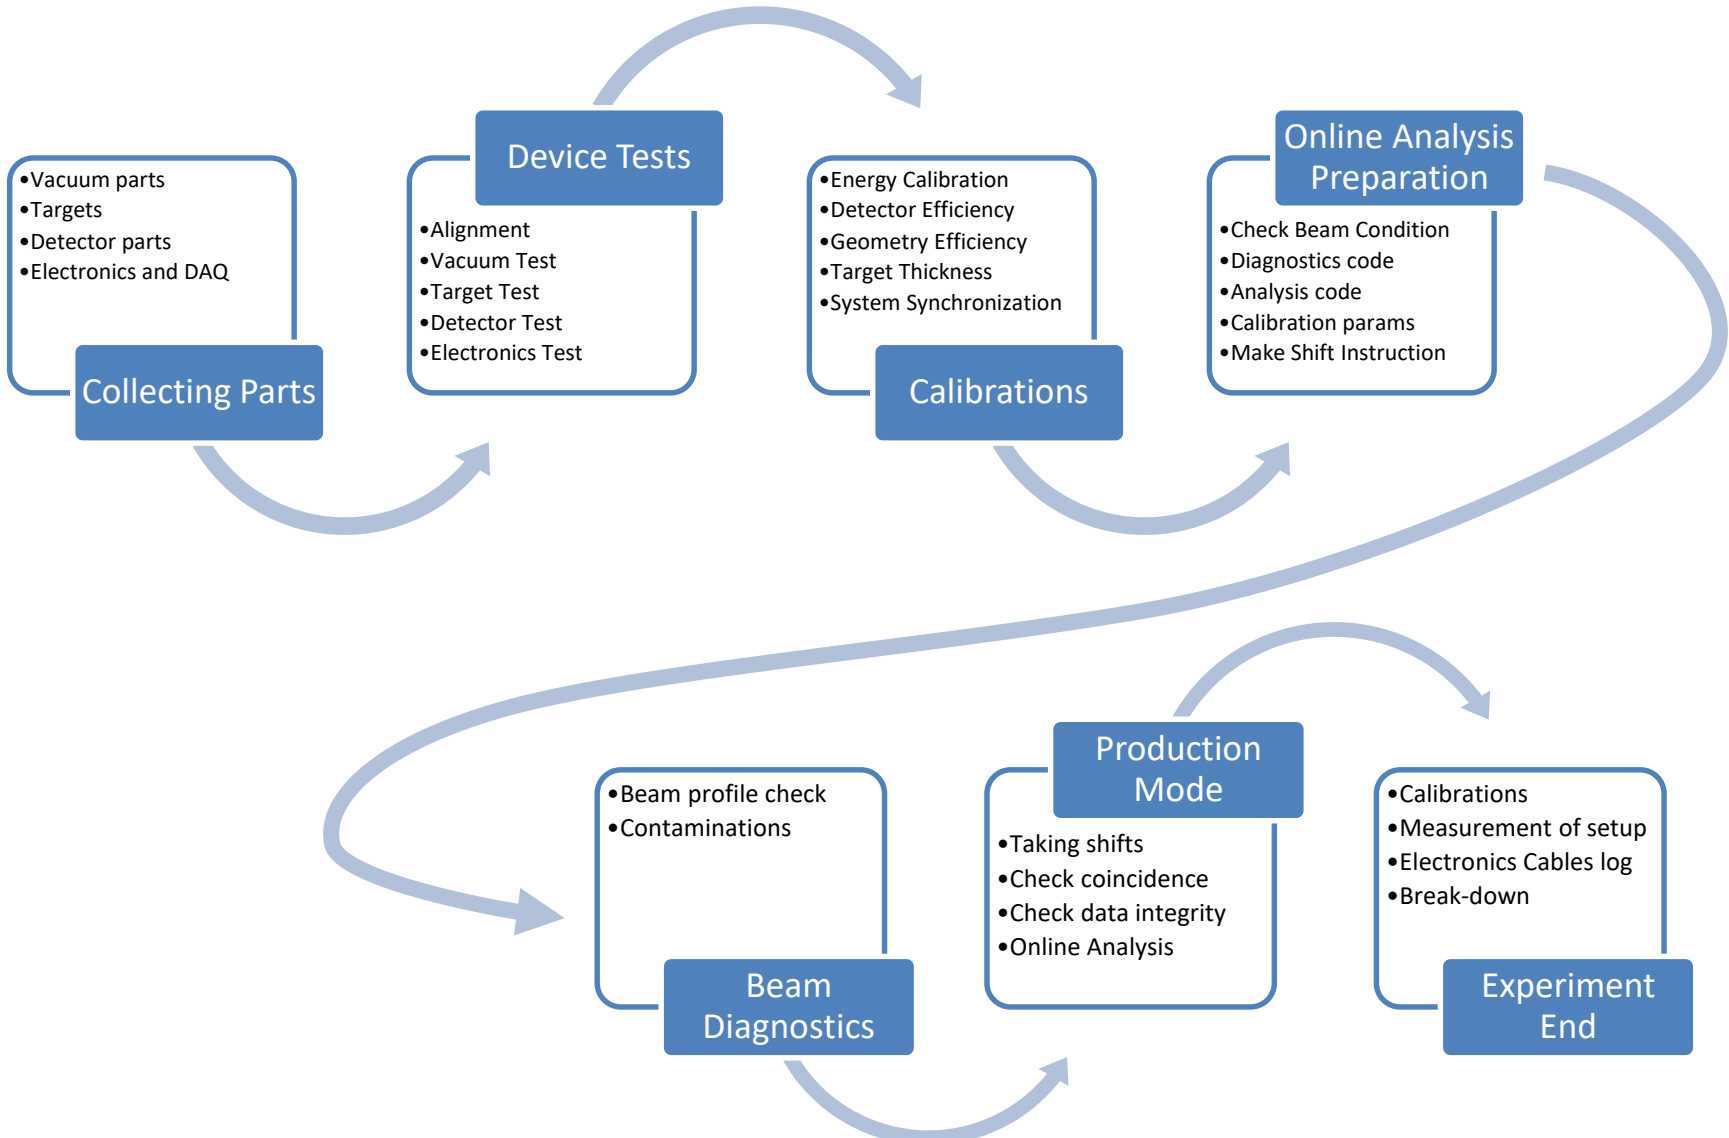 •Vacuum parts
•Targets
•Detector parts
•Electronics and DAQ
Collecting Parts
Device Tests
•Alignment
•Vacuum Test
•Target Test
•Detector Test
•Electronics Test
•Energy Calibration
•Detector Efficiency
•Geometry Efficiency
•Target Thickness
•System Synchronization
Calibrations
Online Analysis
Preparation
•Check Beam Condition
•Diagnostics code
•Analysis code
•Calibration params
•Make Shift Instruction
•Beam profile check
•Contaminations
Beam
Diagnostics
Production
Mode
•Taking shifts
•Check coincidence
•Check data integrity
•Online Analysis
•Calibrations
•Measurement of setup
•Electronics Cables log
•Break-down
Experiment
End